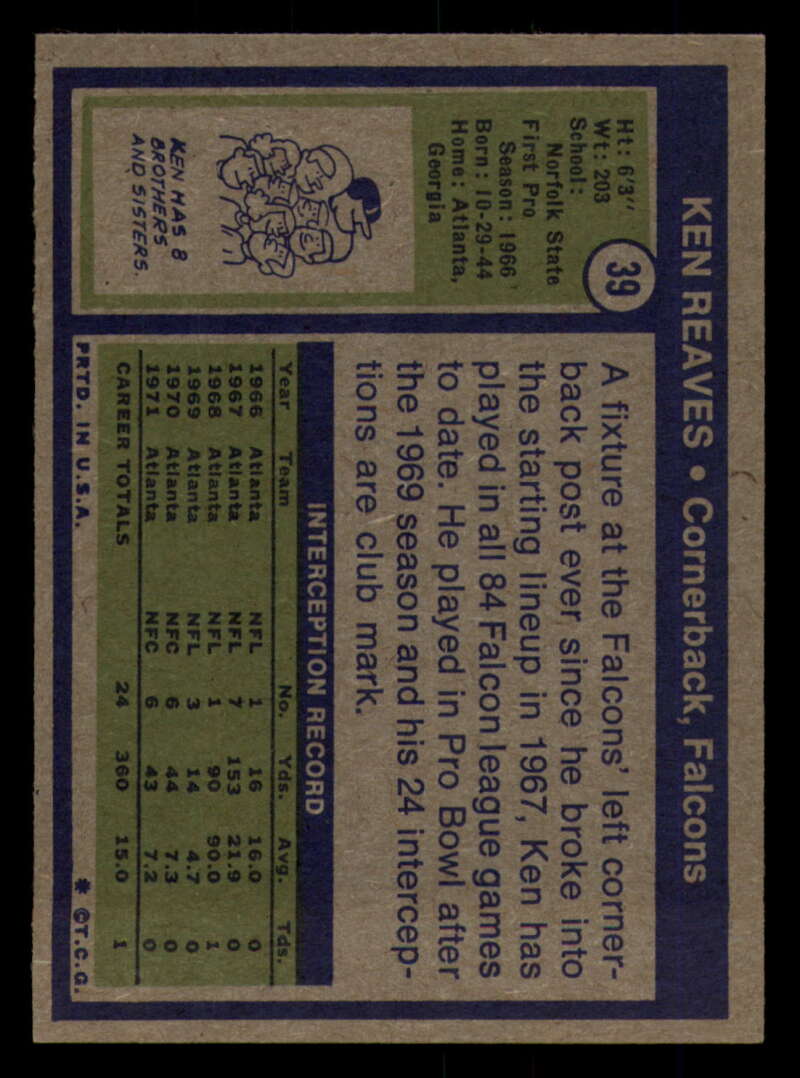 KEN REAVES • Cornerback, Falcons
39
Ht: 6'3"
Wt: 203
School:
Norfolk State
First Pro
Season: 1966
Born: 10-29-44
Home: Atlanta,
Georgia
KEN HAS 8
BROTHERS
AND SISTERS.
A fixture at the Falcons' left corner-
back post ever since he broke into
the starting lineup in 1967, Ken has
played in all 84 Falcon league games
to date. He played in Pro Bowl after
the 1969 season and his 24 intercep-
tions are club mark.
INTERCEPTION RECORD
Year Team No. Yds. Avg. Tds.
1966 Atlanta NFL 1 16 16.0 0
1967 Atlanta NFL 7 153 21.9 0
1968 Atlanta NFL 1 90 90.0 1
1969 Atlanta NFL 3 14 4.7 0
1970 Atlanta NFC 6 44 7.3 0
1971 Atlanta NFC 6 43 7.2 0
CAREER TOTALS 24 360 15.0 1
PRTD. IN U.S.A. * ©T.C.G.